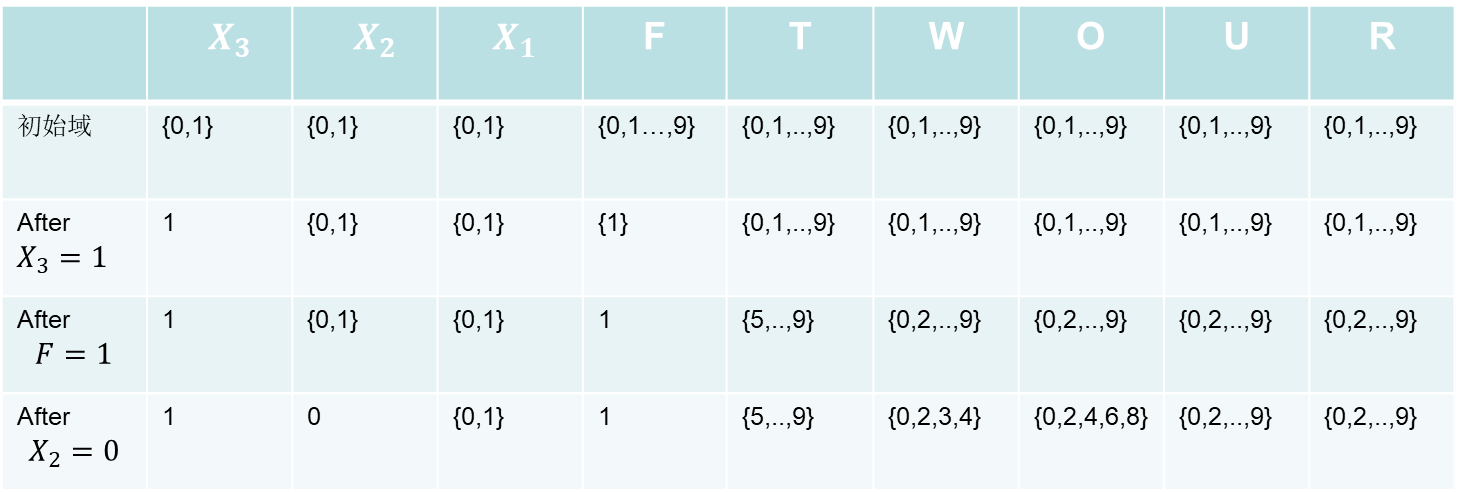 X₃ X₂ X₁ F T W O U R
初始域 {0,1} {0,1} {0,1} {0,1…,9} {0,1,..,9} {0,1,..,9} {0,1,..,9} {0,1,..,9} {0,1,..,9}
After 1 {0,1} {0,1} {1} {0,1,..,9} {0,1,..,9} {0,1,..,9} {0,1,..,9} {0,1,..,9}
X₃ = 1
After 1 {0,1} {0,1} 1 {5,..,9} {0,2,..,9} {0,2,..,9} {0,2,..,9} {0,2,..,9}
F = 1
After 1 0 {0,1} 1 {5,..,9} {0,2,3,4} {0,2,4,6,8} {0,2,..,9} {0,2,..,9}
X₂ = 0